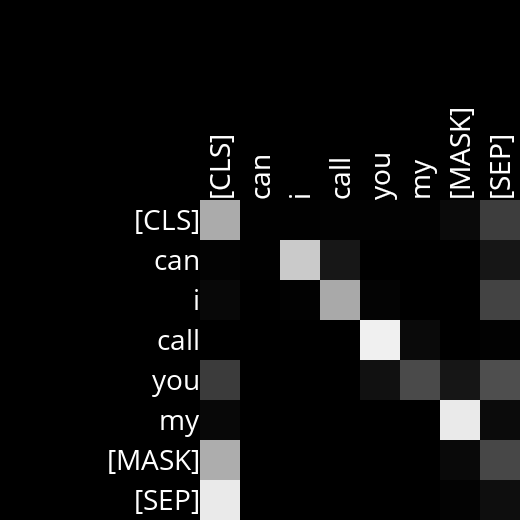 [CLS] can i call you my [MASK] [SEP]
[CLS]
can
i
call
you
my
[MASK]
[SEP]